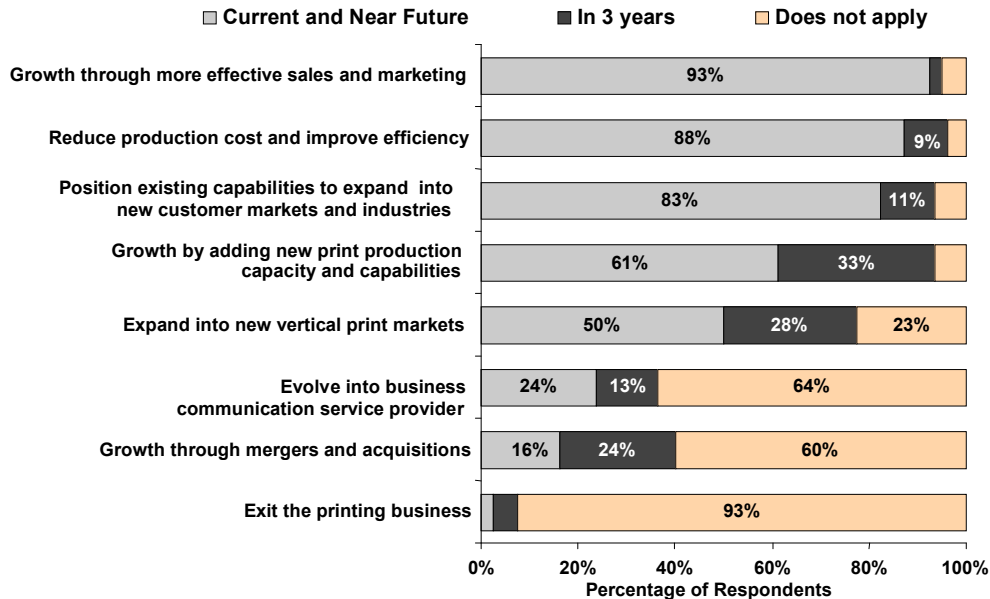 Current and Near Future In 3 years Does not apply
Growth through more effective sales and marketing 93%
Reduce production cost and improve efficiency 88% 9%
Position existing capabilities to expand into
new customer markets and industries 83% 11%
Growth by adding new print production
capacity and capabilities 61% 33%
Expand into new vertical print markets 50% 28% 23%
Evolve into business
communication service provider 24% 13% 64%
Growth through mergers and acquisitions 16% 24% 60%
Exit the printing business 93%
0% 20% 40% 60% 80% 100%
Percentage of Respondents